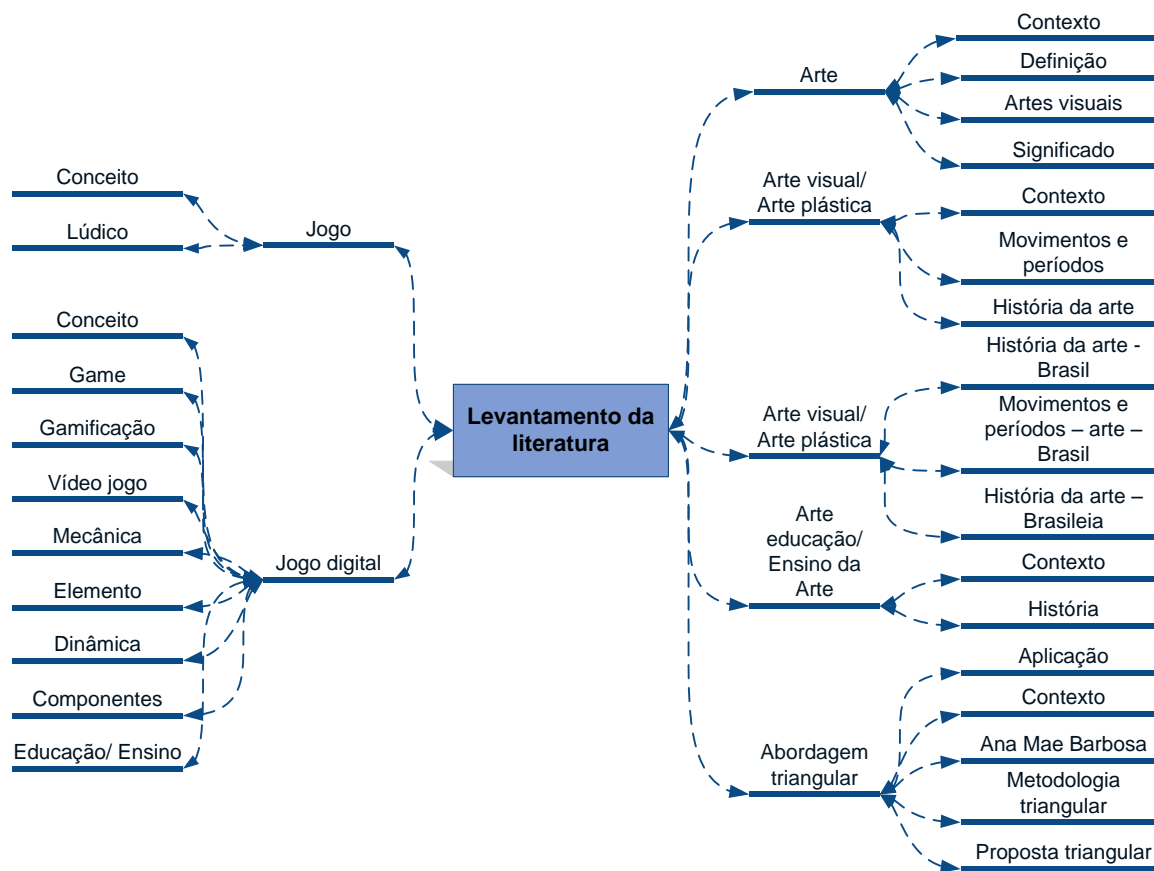 Conceito
Lúdico
Jogo
Conceito
Game
Gamificação
Vídeo jogo
Mecânica
Elemento
Dinâmica
Componentes
Educação/ Ensino
Jogo digital
Levantamento da
literatura
Arte
Contexto
Definição
Artes visuais
Significado
Arte visual/
Arte plástica
Contexto
Movimentos e
períodos
História da arte
Arte visual/
Arte plástica
História da arte -
Brasil
Movimentos e
períodos – arte –
Brasil
História da arte –
Brasileia
Arte
educação/
Ensino da
Arte
Contexto
História
Abordagem
triangular
Aplicação
Contexto
Ana Mae Barbosa
Metodologia
triangular
Proposta triangular